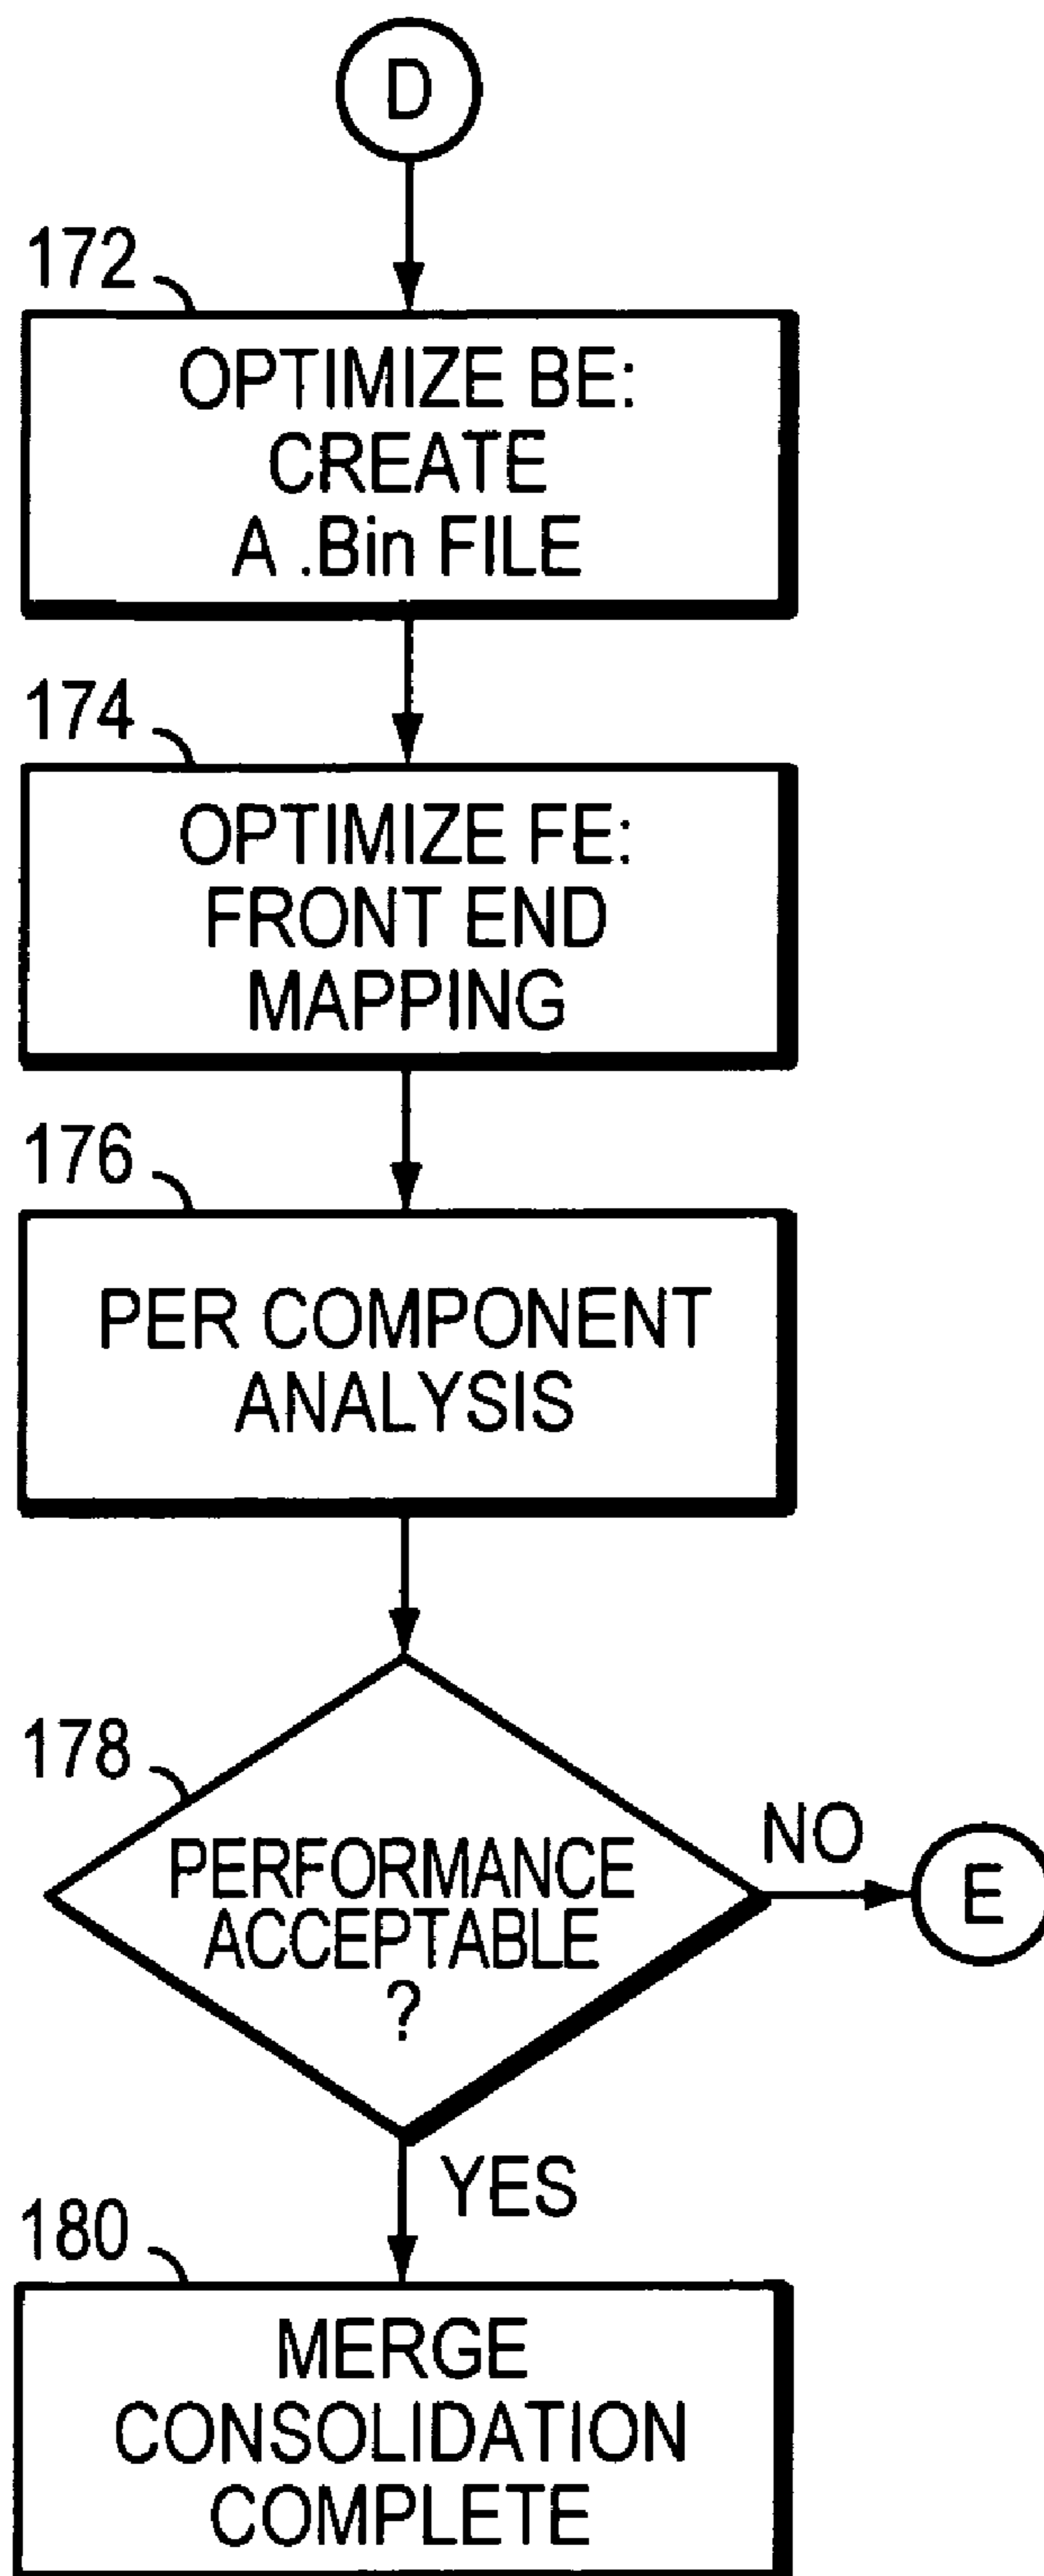 D
172
OPTIMIZE BE:
CREATE
A .Bin FILE
174
OPTIMIZE FE:
FRONT END
MAPPING
176
PER COMPONENT
ANALYSIS
178
PERFORMANCE
ACCEPTABLE
?
NO
E
YES
180
MERGE
CONSOLIDATION
COMPLETE